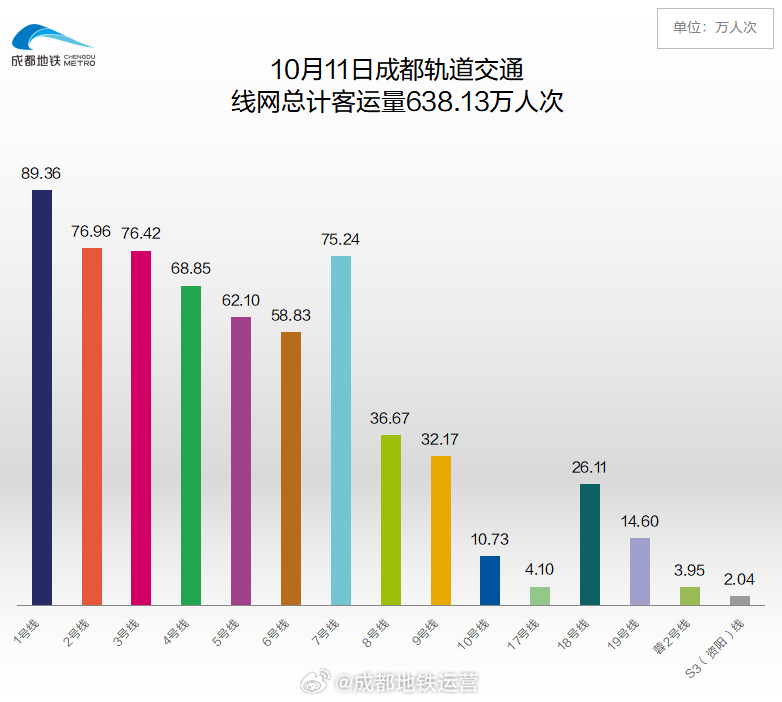 成都地铁 CHENGDU METRO
单位：万人次
10月11日成都轨道交通
线网总计客运量638.13万人次
89.36
76.96
76.42
68.85
62.10
58.83
75.24
36.67
32.17
10.73
4.10
26.11
14.60
3.95
2.04
1号线
2号线
3号线
4号线
5号线
6号线
7号线
8号线
9号线
10号线
17号线
18号线
19号线
蓉2号线
S3（资阳）线
@成都地铁运营